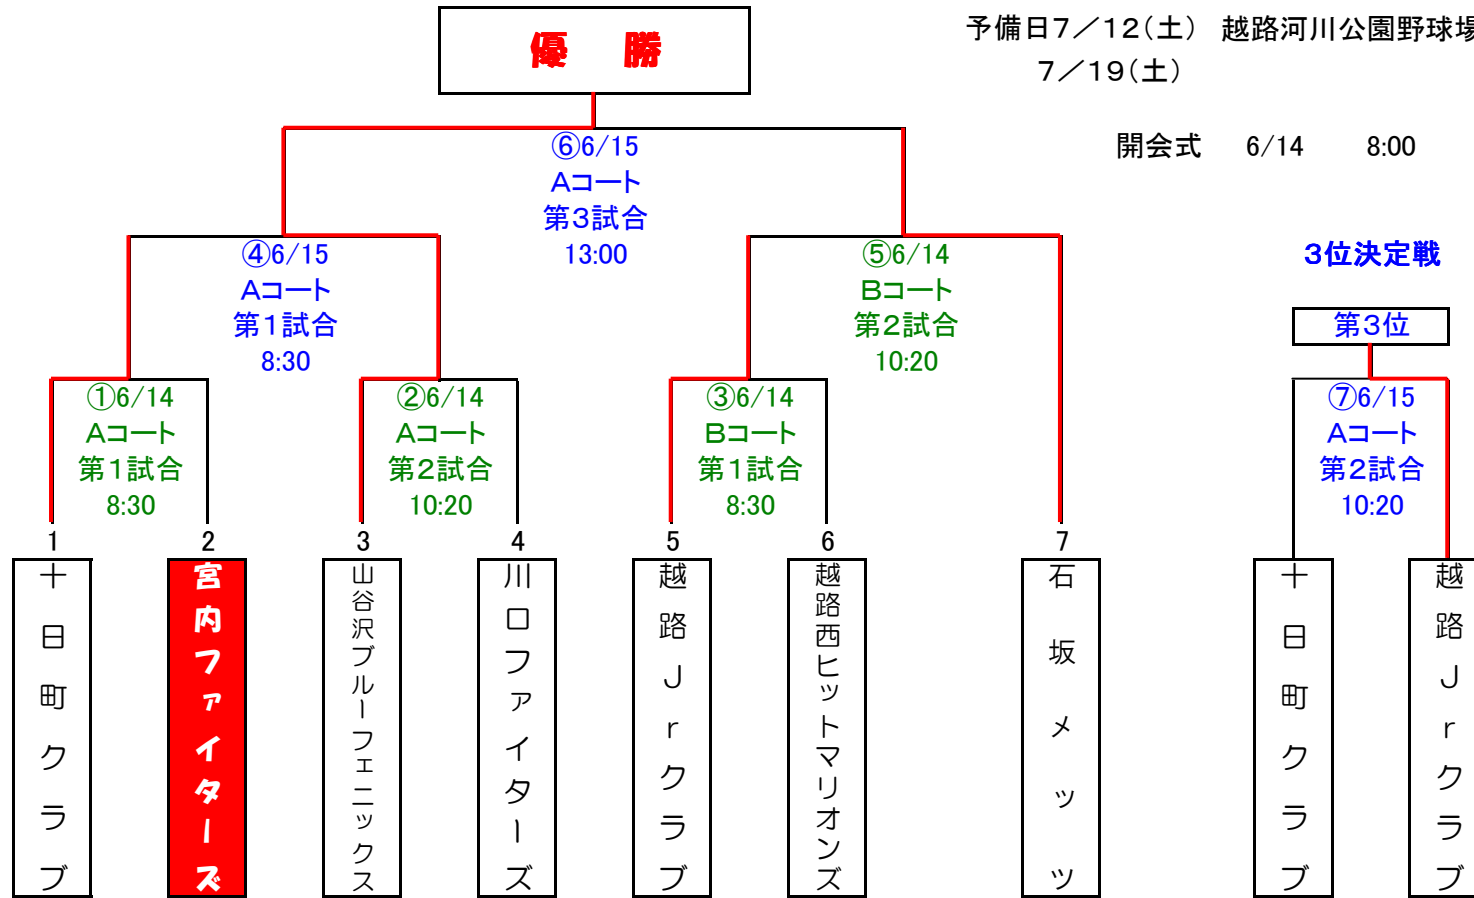 優　勝
予備日7／12(土)　越路河川公園野球場
7／19(土)
開会式　6/14　8:00
⑥6/15
Aコート
第3試合
13:00
④6/15
Aコート
第1試合
8:30
⑤6/14
Bコート
第2試合
10:20
3位決定戦
第3位
①6/14
Aコート
第1試合
8:30
②6/14
Aコート
第2試合
10:20
③6/14
Bコート
第1試合
8:30
⑦6/15
Aコート
第2試合
10:20
1
2
3
4
5
6
7
十日町クラブ
宮内ファイターズ
山谷沢ブルーフェニックス
川口ファイターズ
越路Jrクラブ
越路西ヒットマリオンズ
石坂メッツ
十日町クラブ
越路Jrクラブ